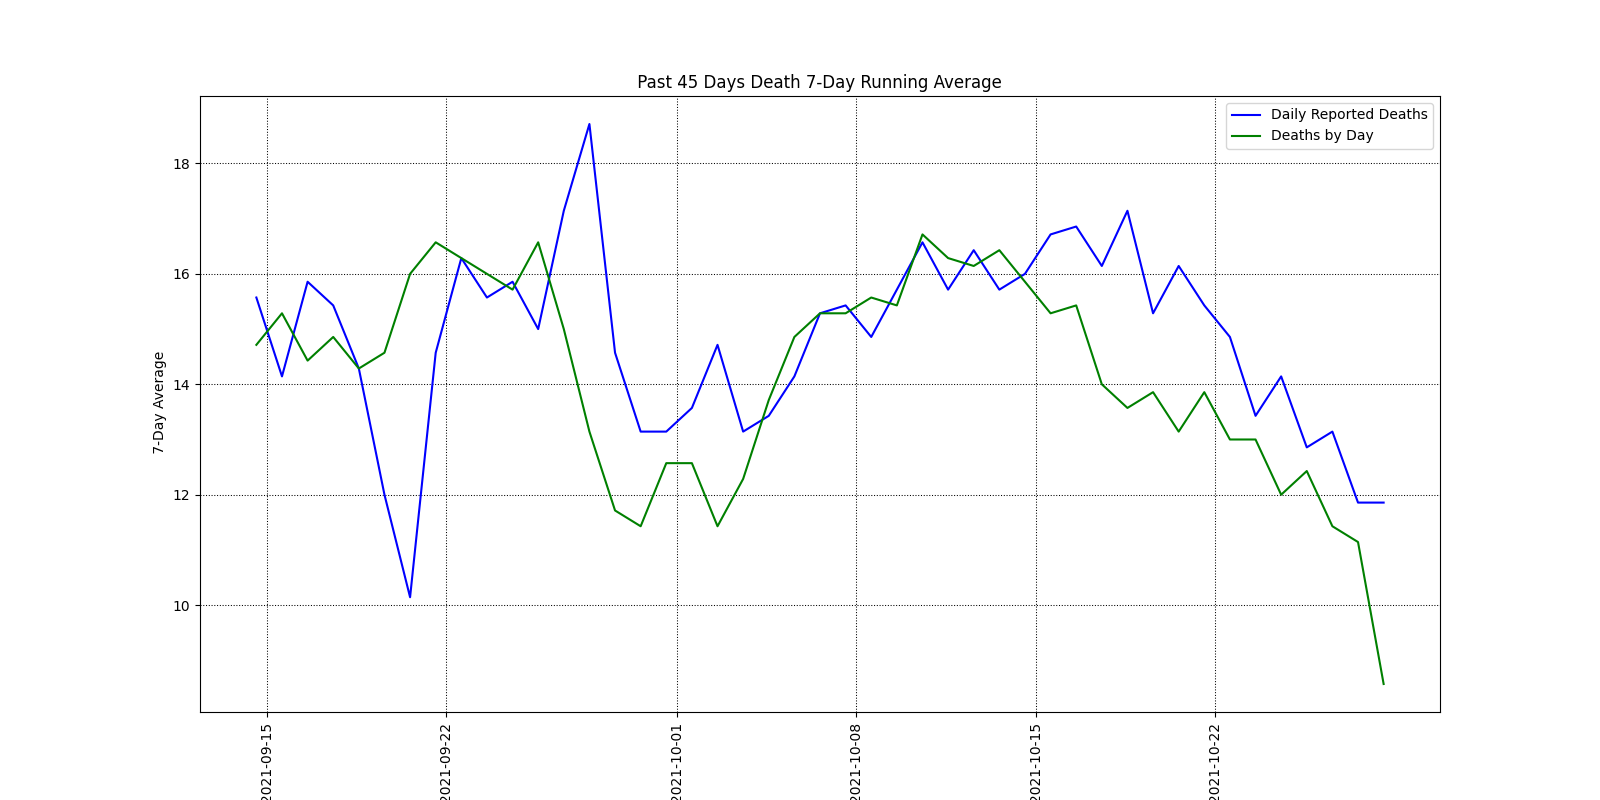 Past 45 Days Death 7-Day Running Average
Daily Reported Deaths
Deaths by Day
18
16
14
12
10
7-Day Average
2021-09-15
2021-09-22
2021-10-01
2021-10-08
2021-10-15
2021-10-22